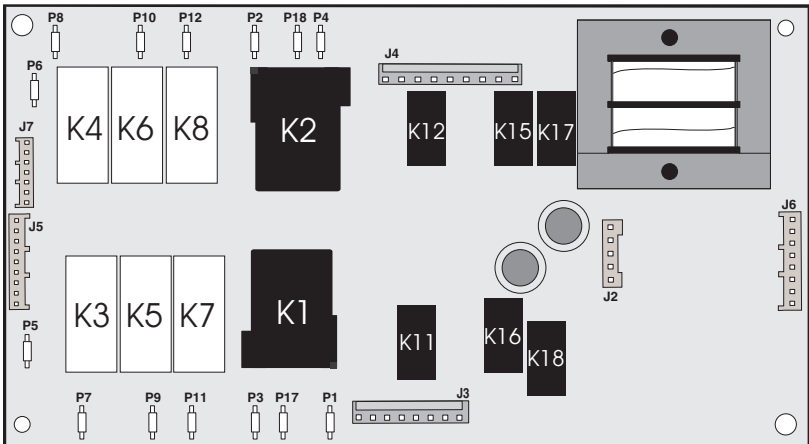 P8 P10 P12 P2 P18 P4
J4
P6
K4 K6 K8 K2 K12 K15 K17
J7
J5 J6
J2
K3 K5 K7 K1 K11 K16 K18
P5
P7 P9 P11 P3 P17 P1 J3